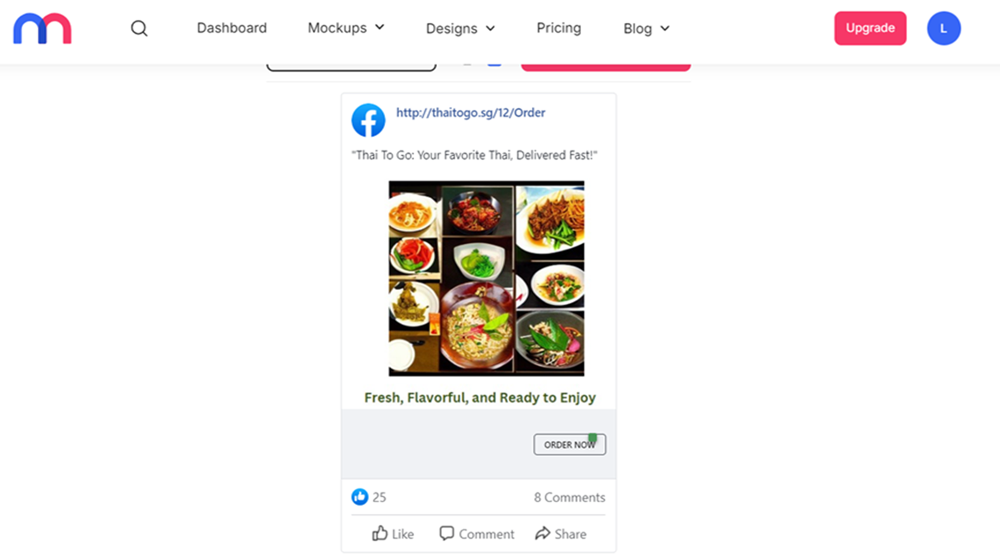 Dashboard Mockups Designs Pricing Blog Upgrade L
http://thaitogo.sg/12/Order
"Thai To Go: Your Favorite Thai, Delivered Fast!"
Fresh, Flavorful, and Ready to Enjoy
ORDER NOW
25 8 Comments
Like Comment Share